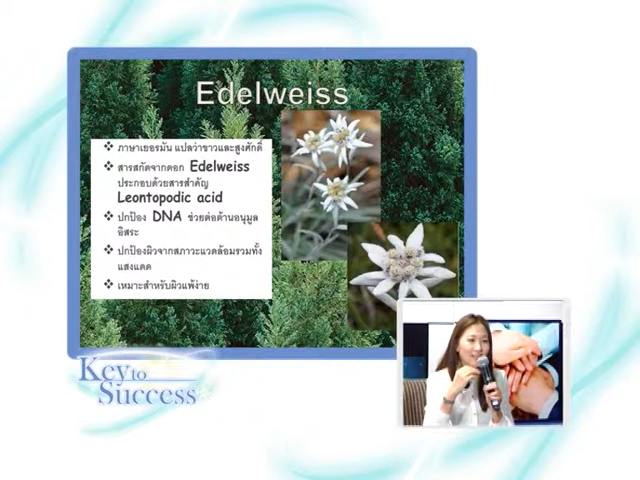 Edelweiss
❖ ภาษาเยอรมัน แปลว่าขาวและสูงศักดิ์
❖ สารสกัดจากดอก Edelweiss
ประกอบด้วยสารสำคัญ
Leontopodic acid
❖ ปกป้อง DNA ช่วยต่อต้านอนุมูล
อิสระ
❖ ปกป้องผิวจากสภาวะแวดล้อมรวมทั้ง
แสงแดด
❖ เหมาะสำหรับผิวแพ้ง่าย
Key to
Success